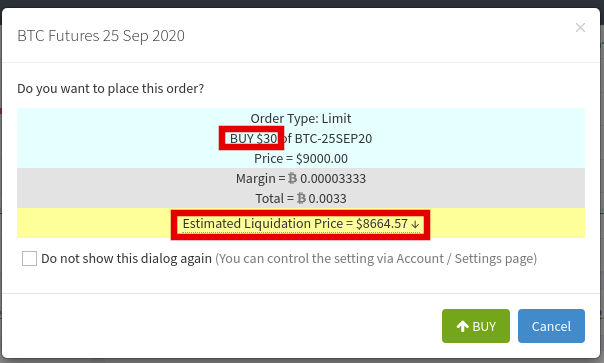 BTC Futures 25 Sep 2020
×
Do you want to place this order?
Order Type: Limit
BUY $30 of BTC-25SEP20
Price = $9000.00
Margin = ₿ 0.00003333
Total = ₿ 0.0033
Estimated Liquidation Price = $8664.57 ↓
Do not show this dialog again (You can control the setting via Account / Settings page)
↑ BUY Cancel